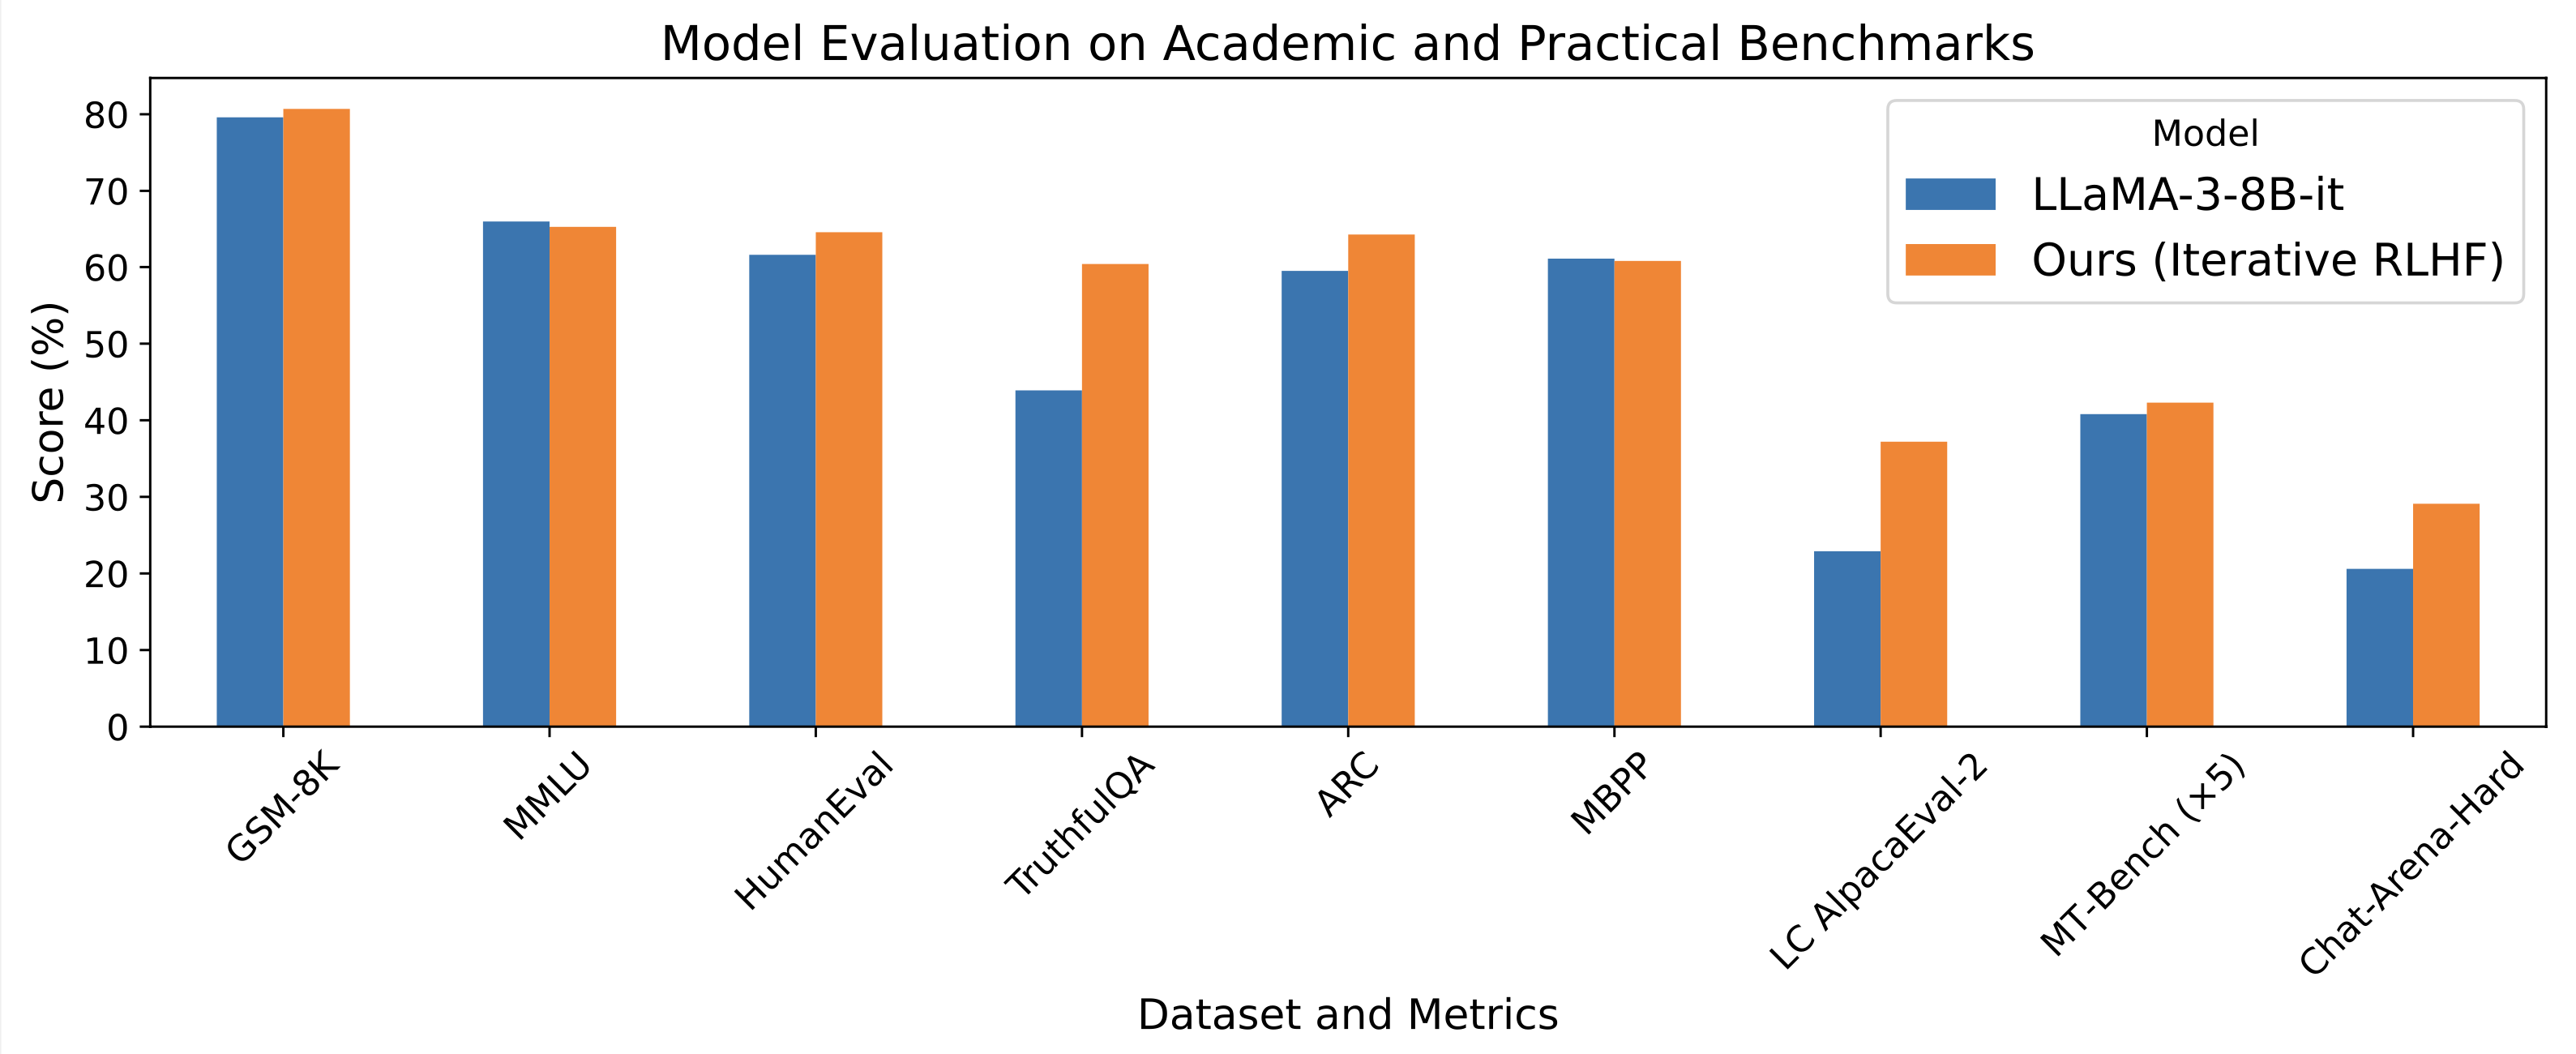 Model Evaluation on Academic and Practical Benchmarks
Score (%)
80
70
60
50
40
30
20
10
0
Model
LLaMA-3-8B-it
Ours (Iterative RLHF)
GSM-8K
MMLU
HumanEval
TruthfulQA
ARC
MBPP
LC AlpacaEval-2
MT-Bench (×5)
Chat-Arena-Hard
Dataset and Metrics